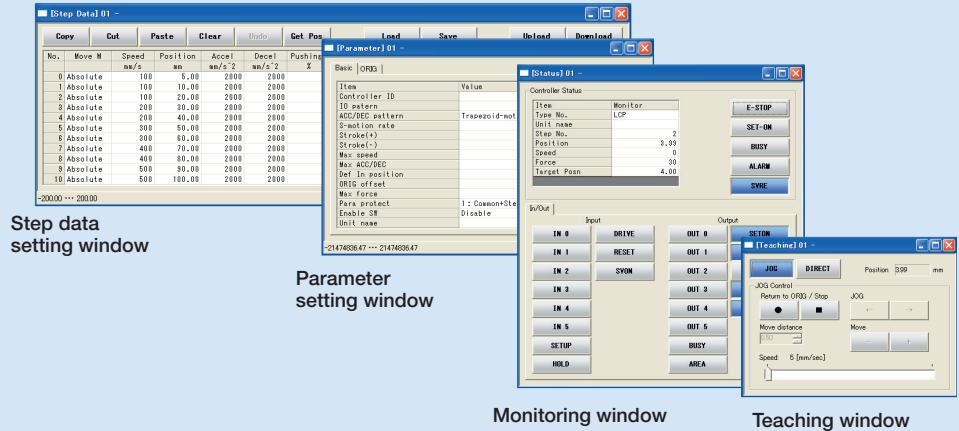 [Step Data] 01 -
Copy Cut Paste Clear Undo Get Pos Load Save Upload Download
No. Move M Speed Position Accel Decel Pushing
mm/s mm mm/s^2 mm/s^2 %
0 Absolute 100 5.00 2000 2000
1 Absolute 100 10.00 2000 2000
2 Absolute 100 20.00 2000 2000
3 Absolute 200 30.00 2000 2000
4 Absolute 200 40.00 2000 2000
5 Absolute 300 50.00 2000 2000
6 Absolute 300 60.00 2000 2000
7 Absolute 400 70.00 2000 2000
8 Absolute 400 80.00 2000 2000
9 Absolute 500 90.00 2000 2000
10 Absolute 500 100.00 2000 2000
-200.00 ··· 200.00
Step data
setting window
[Parameter] 01 -
Basic ORIG
Item Value
Controller ID
IO patern
ACC/DEC pattern Trapezoid-mot
S-motion rate
Stroke(+)
Stroke(-)
Max speed
Max ACC/DEC
Def In position
ORIG offset
Max force
Para protect 1: Common+Ste
Enable SW Disable
Unit name
-21474836.47 ··· 21474836.47
Parameter
setting window
[Status] 01 -
Controller Status
Item Monitor
Type No. LCP
Unit name
Step No. 2
Position 3.99
Speed 0
Force 30
Target Posn 4.00
E-STOP
SET-ON
BUSY
ALARM
SVRE
In/Out
Input Output
IN 0 DRIVE OUT 0 SETON
IN 1 RESET OUT 1
IN 2 SVON OUT 2
IN 3 OUT 3
IN 4 OUT 4
IN 5 OUT 5
SETUP BUSY
HOLD AREA
Monitoring window
[Teaching] 01 -
JOG DIRECT Position 3.99 mm
JOG Control
Return to ORIG / Stop JOG
● ■ ← →
Move distance Move
0.50 - +
Speed: 5 [mm/sec]
Teaching window